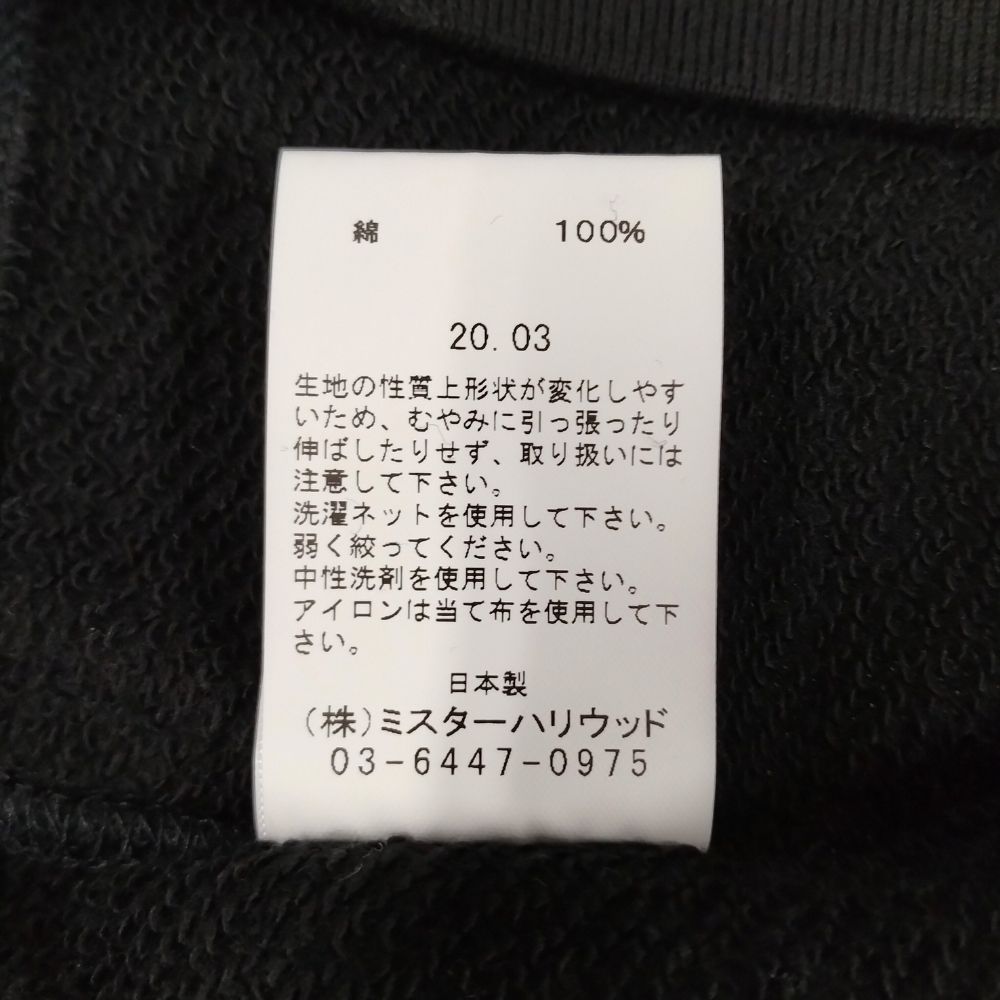 綿 100%
20.03
生地の性質上形状が変化しやす
いため、むやみに引っ張ったり
伸ばしたりせず、取り扱いには
注意して下さい。
洗濯ネットを使用して下さい。
弱く絞ってください。
中性洗剤を使用して下さい。
アイロンは当て布を使用して下
さい。
日本製
(株)ミスターハリウッド
03-6447-0975